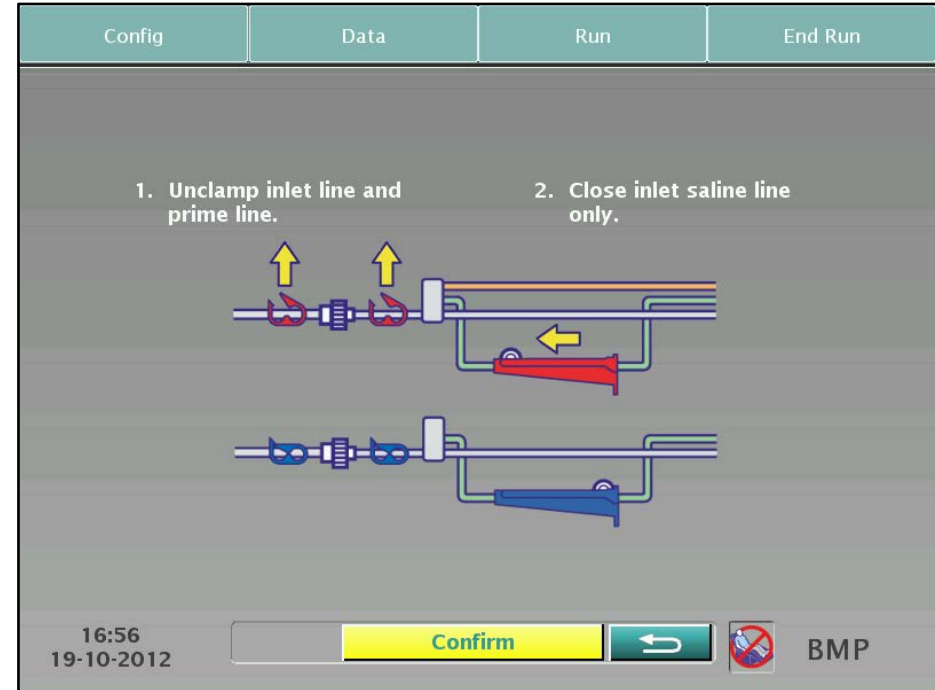 Config
Data
Run
End Run
1. Unclamp inlet line and
prime line.
2. Close inlet saline line
only.
16:56
19-10-2012
Confirm
BMP